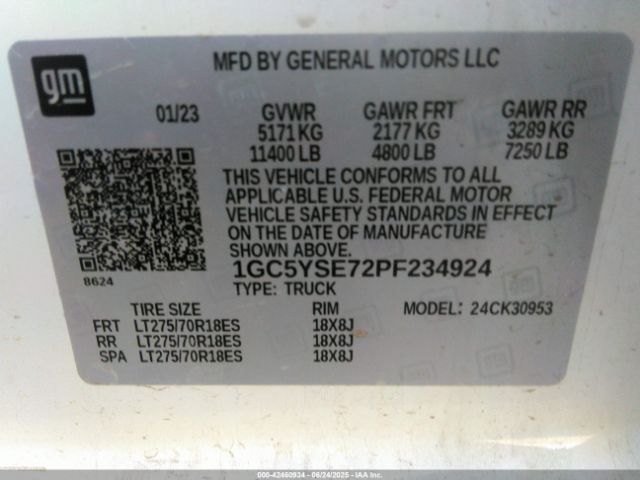 gm
MFD BY GENERAL MOTORS LLC
01/23 GVWR GAWR FRT GAWR RR
5171 KG 2177 KG 3289 KG
11400 LB 4800 LB 7250 LB
THIS VEHICLE CONFORMS TO ALL
APPLICABLE U.S. FEDERAL MOTOR
VEHICLE SAFETY STANDARDS IN EFFECT
ON THE DATE OF MANUFACTURE
SHOWN ABOVE.
8624
1GC5YSE72PF234924
TYPE: TRUCK
TIRE SIZE RIM MODEL: 24CK30953
FRT LT275/70R18ES 18X8J
RR LT275/70R18ES 18X8J
SPA LT275/70R18ES 18X8J
000-42460934 - 06/24/2025 - IAAI.COM